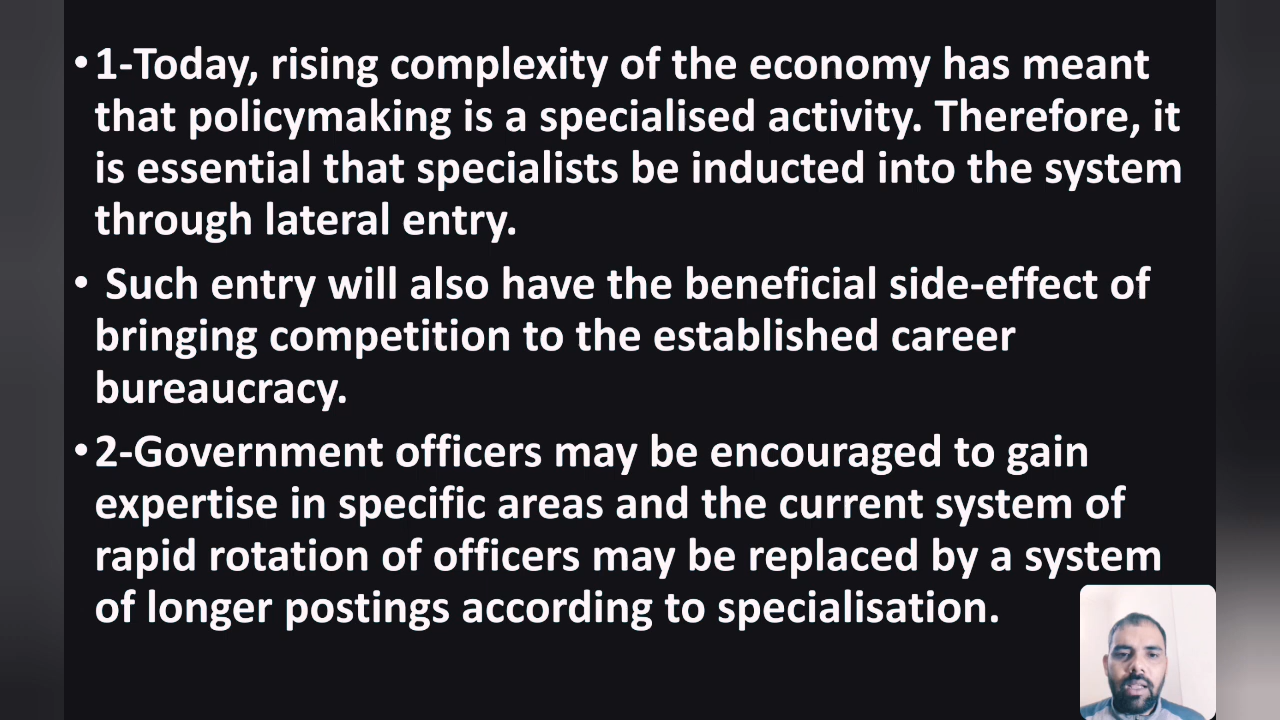 • 1-Today, rising complexity of the economy has meant
that policymaking is a specialised activity. Therefore, it
is essential that specialists be inducted into the system
through lateral entry.
• Such entry will also have the beneficial side-effect of
bringing competition to the established career
bureaucracy.
• 2-Government officers may be encouraged to gain
expertise in specific areas and the current system of
rapid rotation of officers may be replaced by a system
of longer postings according to specialisation.